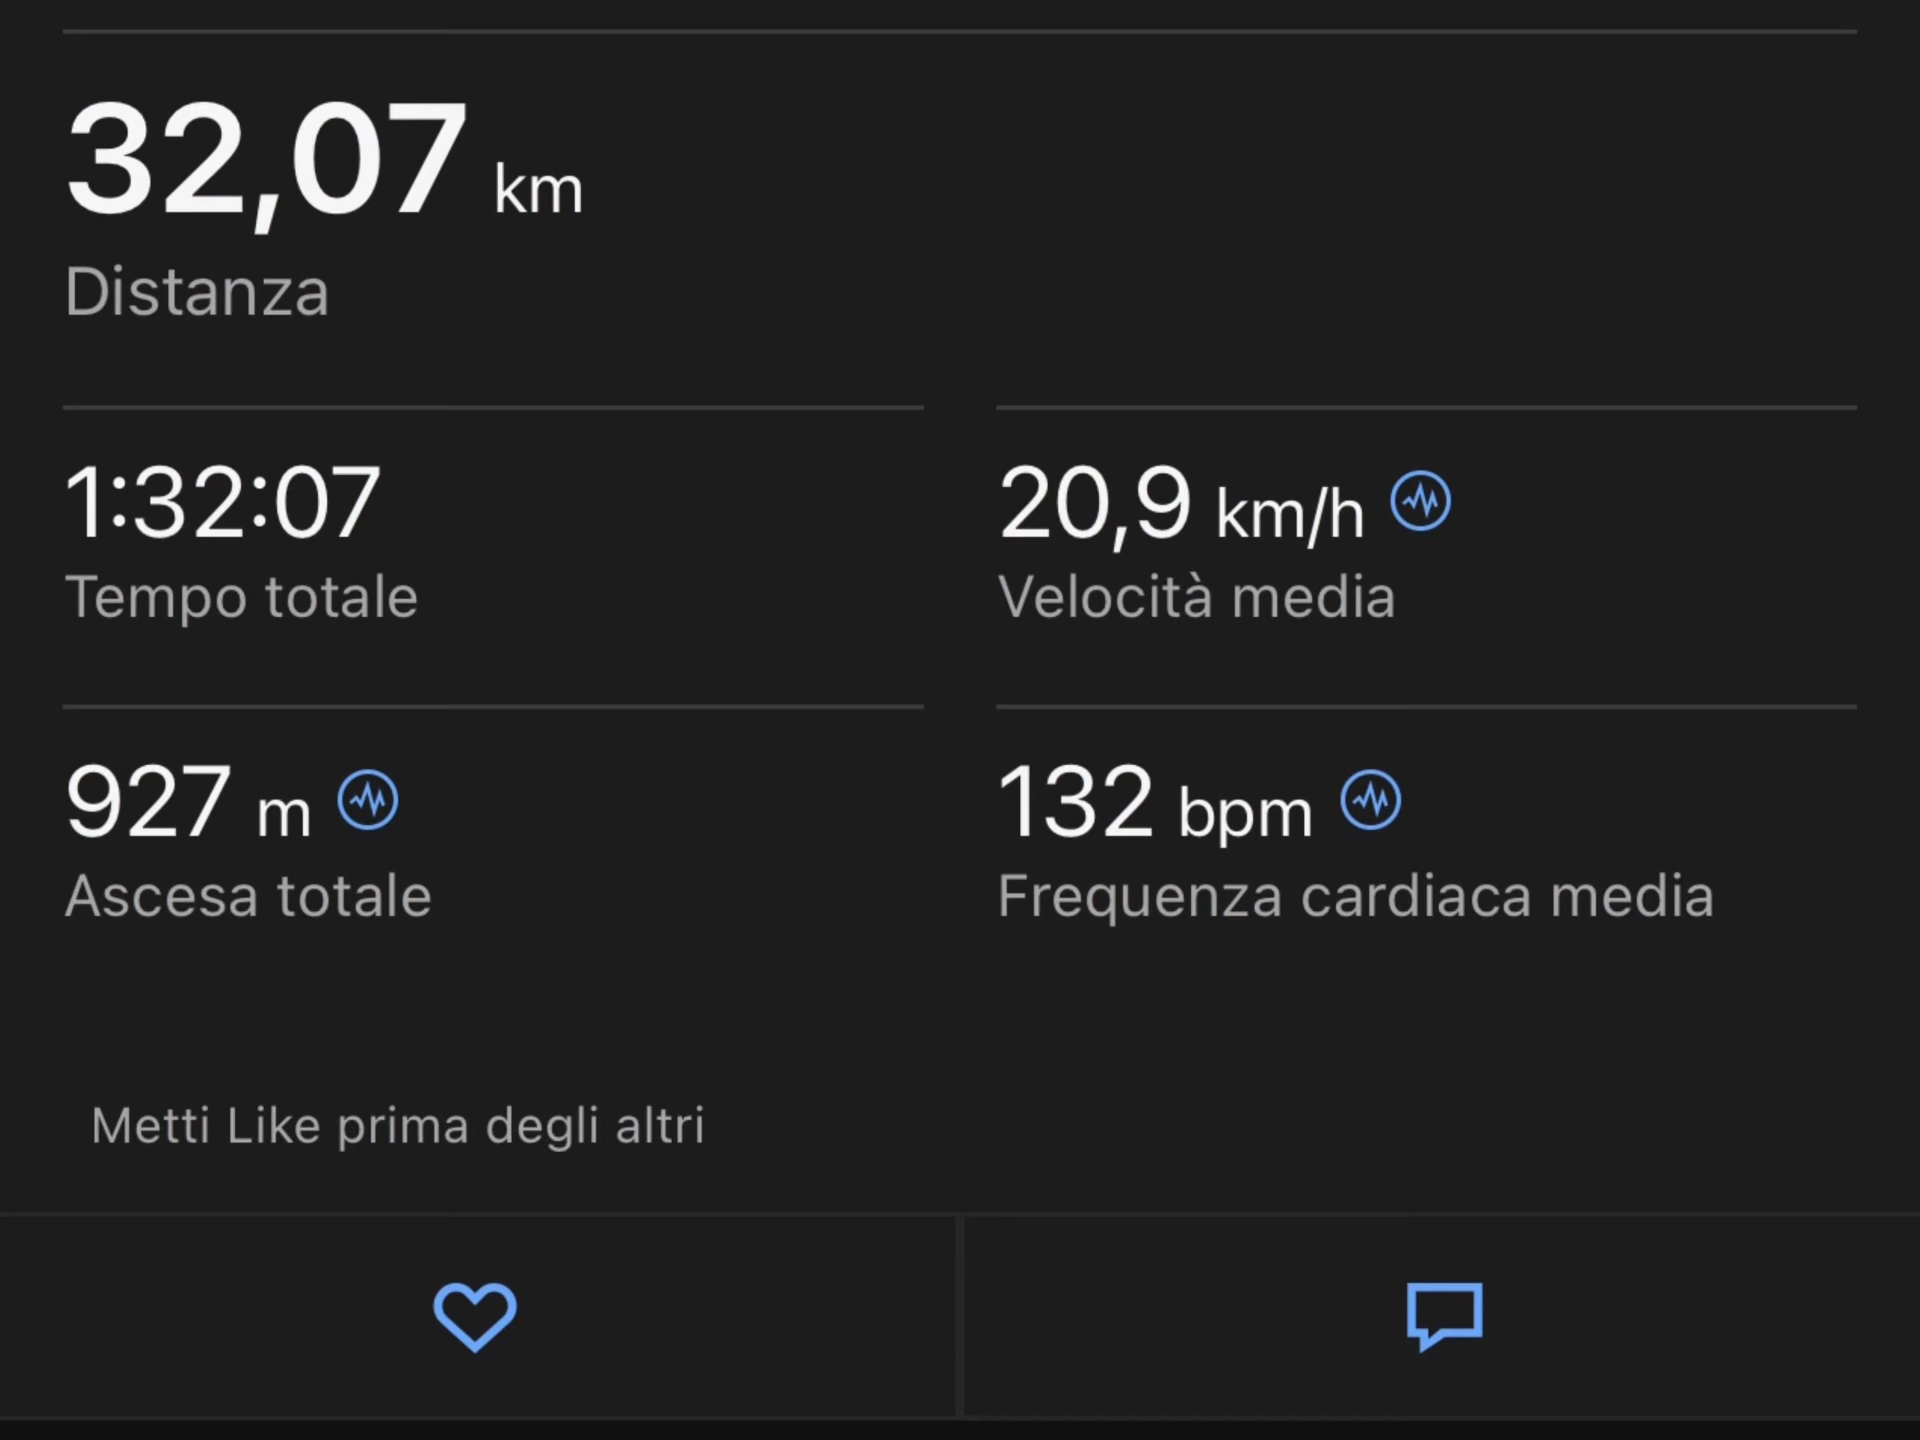 32,07 km
Distanza
1:32:07
Tempo totale
20,9 km/h
Velocità media
927 m
Ascesa totale
132 bpm
Frequenza cardiaca media
Metti Like prima degli altri